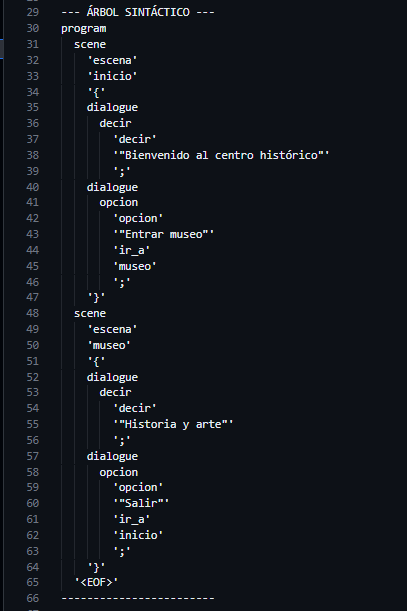 29 --- ÁRBOL SINTÁCTICO ---
30 program
31 scene
32 'escena'
33 'inicio'
34 '{'
35 dialogue
36 decir
37 'decir'
38 '"Bienvenido al centro histórico"'
39 ';'
40 dialogue
41 opcion
42 'opcion'
43 '"Entrar museo"'
44 'ir_a'
45 'museo'
46 ';'
47 '}'
48 scene
49 'escena'
50 'museo'
51 '{'
52 dialogue
53 decir
54 'decir'
55 '"Historia y arte"'
56 ';'
57 dialogue
58 opcion
59 'opcion'
60 '"Salir"'
61 'ir_a'
62 'inicio'
63 ';'
64 '}'
65 '<EOF>'
66 ------------------------